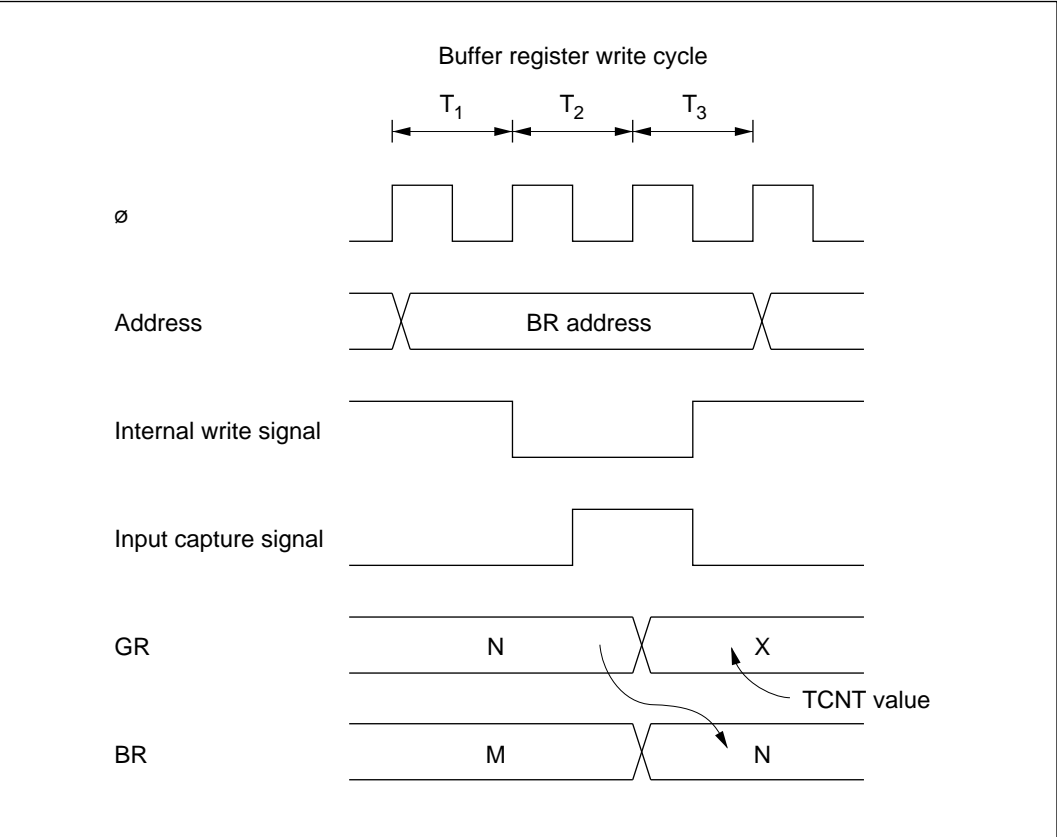 Buffer register write cycle
T1 T2 T3
ø
Address BR address
Internal write signal
Input capture signal
GR N X
TCNT value
BR M N